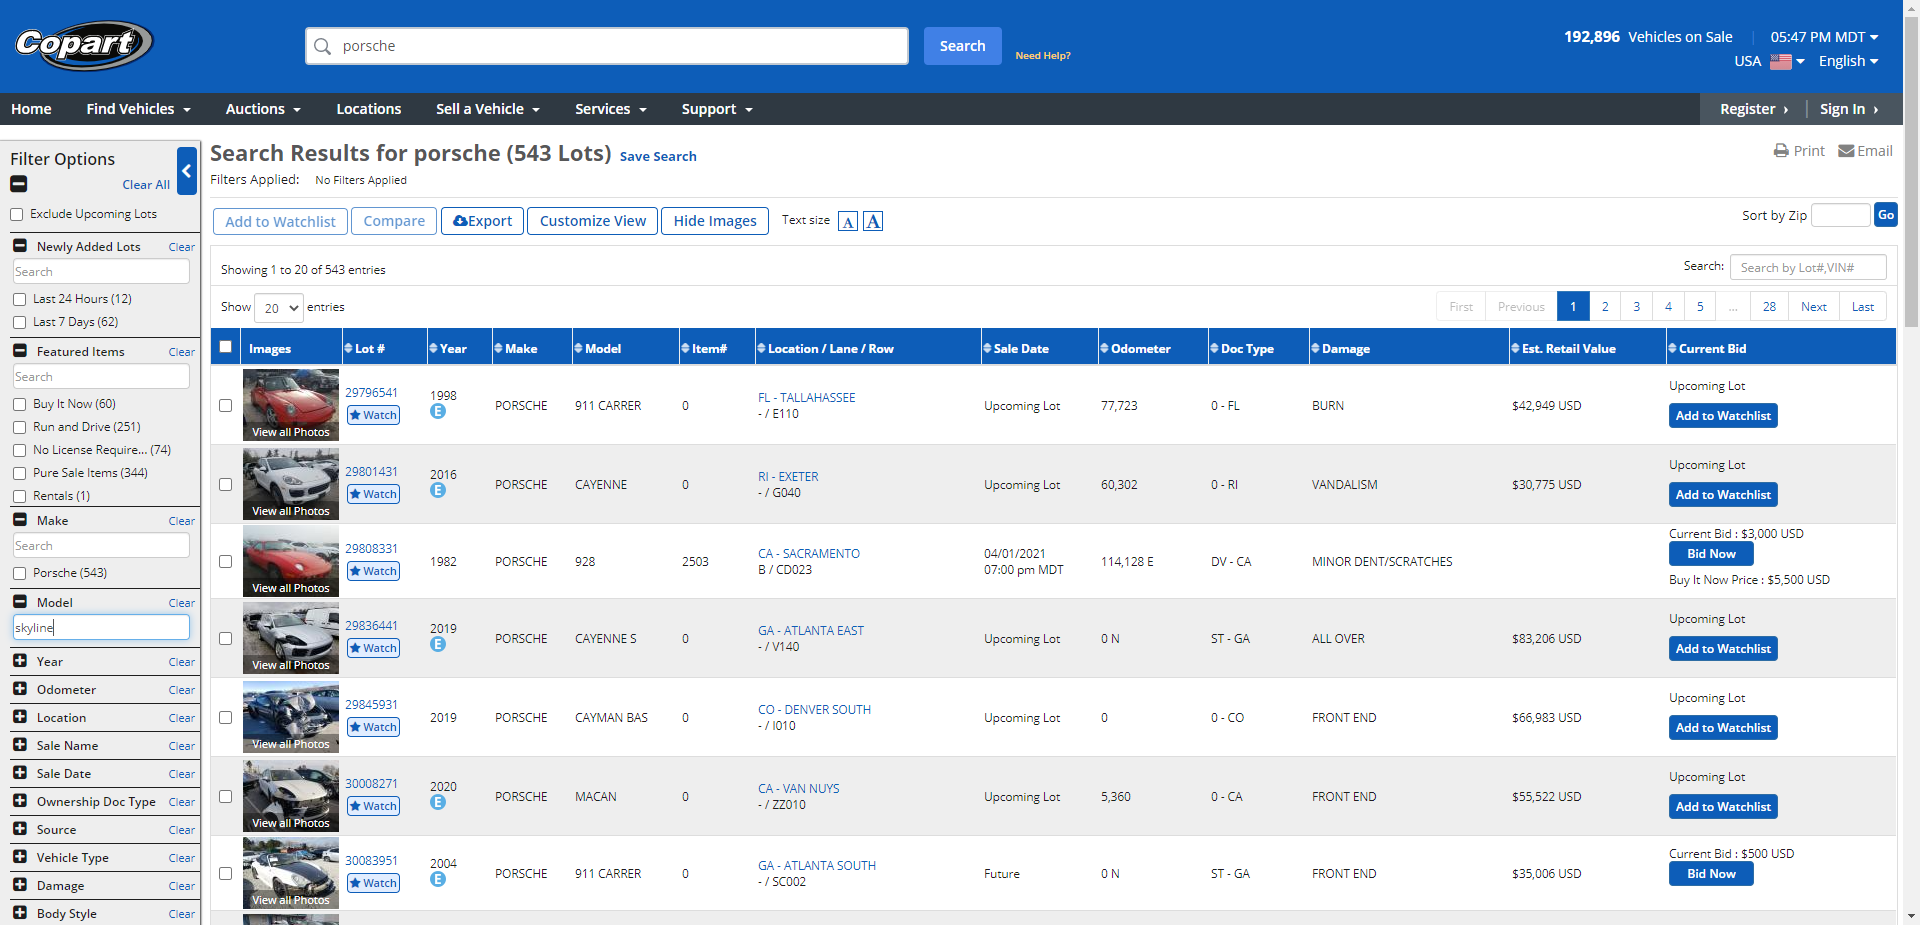 Copart
porsche
Search
Need Help?
192,896 Vehicles on Sale
05:47 PM MDT
USA
English
Home
Find Vehicles
Auctions
Locations
Sell a Vehicle
Services
Support
Register ›
Sign In ›
Filter Options
Clear All
Exclude Upcoming Lots
Newly Added Lots
Clear
Search
Last 24 Hours (12)
Last 7 Days (62)
Featured Items
Clear
Search
Buy It Now (60)
Run and Drive (251)
No License Require... (74)
Pure Sale Items (344)
Rentals (1)
Make
Clear
Search
Porsche (543)
Model
Clear
skyline
Year
Clear
Odometer
Clear
Location
Clear
Sale Name
Clear
Sale Date
Clear
Ownership Doc Type
Clear
Source
Clear
Vehicle Type
Clear
Damage
Clear
Body Style
Clear
Search Results for porsche (543 Lots)
Save Search
Print
Email
Filters Applied:
No Filters Applied
Add to Watchlist
Compare
Export
Customize View
Hide Images
Text size
A
A
Sort by Zip
Go
Showing 1 to 20 of 543 entries
Search:
Search by Lot#,VIN#
Show 20 entries
First
Previous
1
2
3
4
5
...
28
Next
Last
Images
Lot #
Year
Make
Model
Item#
Location / Lane / Row
Sale Date
Odometer
Doc Type
Damage
Est. Retail Value
Current Bid
View all Photos
29796541
Watch
1998
E
PORSCHE
911 CARRER
0
FL - TALLAHASSEE
- / E110
Upcoming Lot
77,723
0 - FL
BURN
$42,949 USD
Upcoming Lot
Add to Watchlist
View all Photos
29801431
Watch
2016
E
PORSCHE
CAYENNE
0
RI - EXETER
- / G040
Upcoming Lot
60,302
0 - RI
VANDALISM
$30,775 USD
Upcoming Lot
Add to Watchlist
View all Photos
29808331
Watch
1982
PORSCHE
928
2503
CA - SACRAMENTO
B / CD023
04/01/2021
07:00 pm MDT
114,128 E
DV - CA
MINOR DENT/SCRATCHES
Current Bid : $3,000 USD
Bid Now
Buy It Now Price : $5,500 USD
View all Photos
29836441
Watch
2019
E
PORSCHE
CAYENNE S
0
GA - ATLANTA EAST
- / V140
Upcoming Lot
0 N
ST - GA
ALL OVER
$83,206 USD
Upcoming Lot
Add to Watchlist
View all Photos
29845931
Watch
2019
PORSCHE
CAYMAN BAS
0
CO - DENVER SOUTH
- / I010
Upcoming Lot
0
0 - CO
FRONT END
$66,983 USD
Upcoming Lot
Add to Watchlist
View all Photos
30008271
Watch
2020
E
PORSCHE
MACAN
0
CA - VAN NUYS
- / ZZ010
Upcoming Lot
5,360
0 - CA
FRONT END
$55,522 USD
Upcoming Lot
Add to Watchlist
View all Photos
30083951
Watch
2004
E
PORSCHE
911 CARRER
0
GA - ATLANTA SOUTH
- / SC002
Future
0 N
ST - GA
FRONT END
$35,006 USD
Current Bid : $500 USD
Bid Now